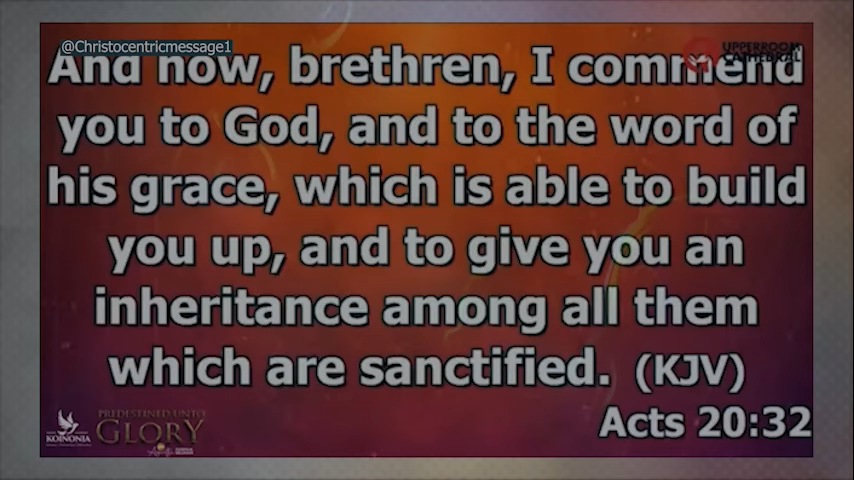 @Christocentricmessage1
UPPERROOM
CATHEDRAL
And now, brethren, I commend
you to God, and to the word of
his grace, which is able to build
you up, and to give you an
inheritance among all them
which are sanctified. (KJV)
Acts 20:32
KOINONIA
PREDESTINED UNTO
GLORY